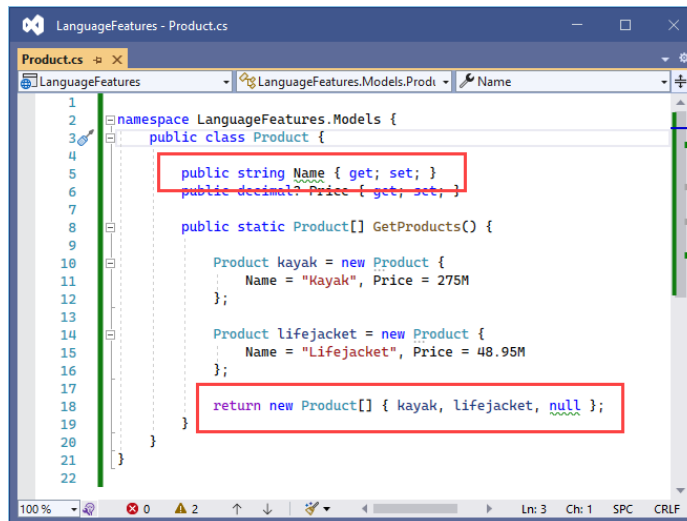 LanguageFeatures - Product.cs
Product.cs
LanguageFeatures LanguageFeatures.Models.Produ Name
1
2 namespace LanguageFeatures.Models {
3 public class Product {
4
5 public string Name { get; set; }
6 public decimal? Price { get; set; }
7
8 public static Product[] GetProducts() {
9
10 Product kayak = new Product {
11 Name = "Kayak", Price = 275M
12 };
13
14 Product lifejacket = new Product {
15 Name = "Lifejacket", Price = 48.95M
16 };
17
18 return new Product[] { kayak, lifejacket, null };
19 }
20 }
21 }
22
100 % 0 2 Ln: 3 Ch: 1 SPC CRLF